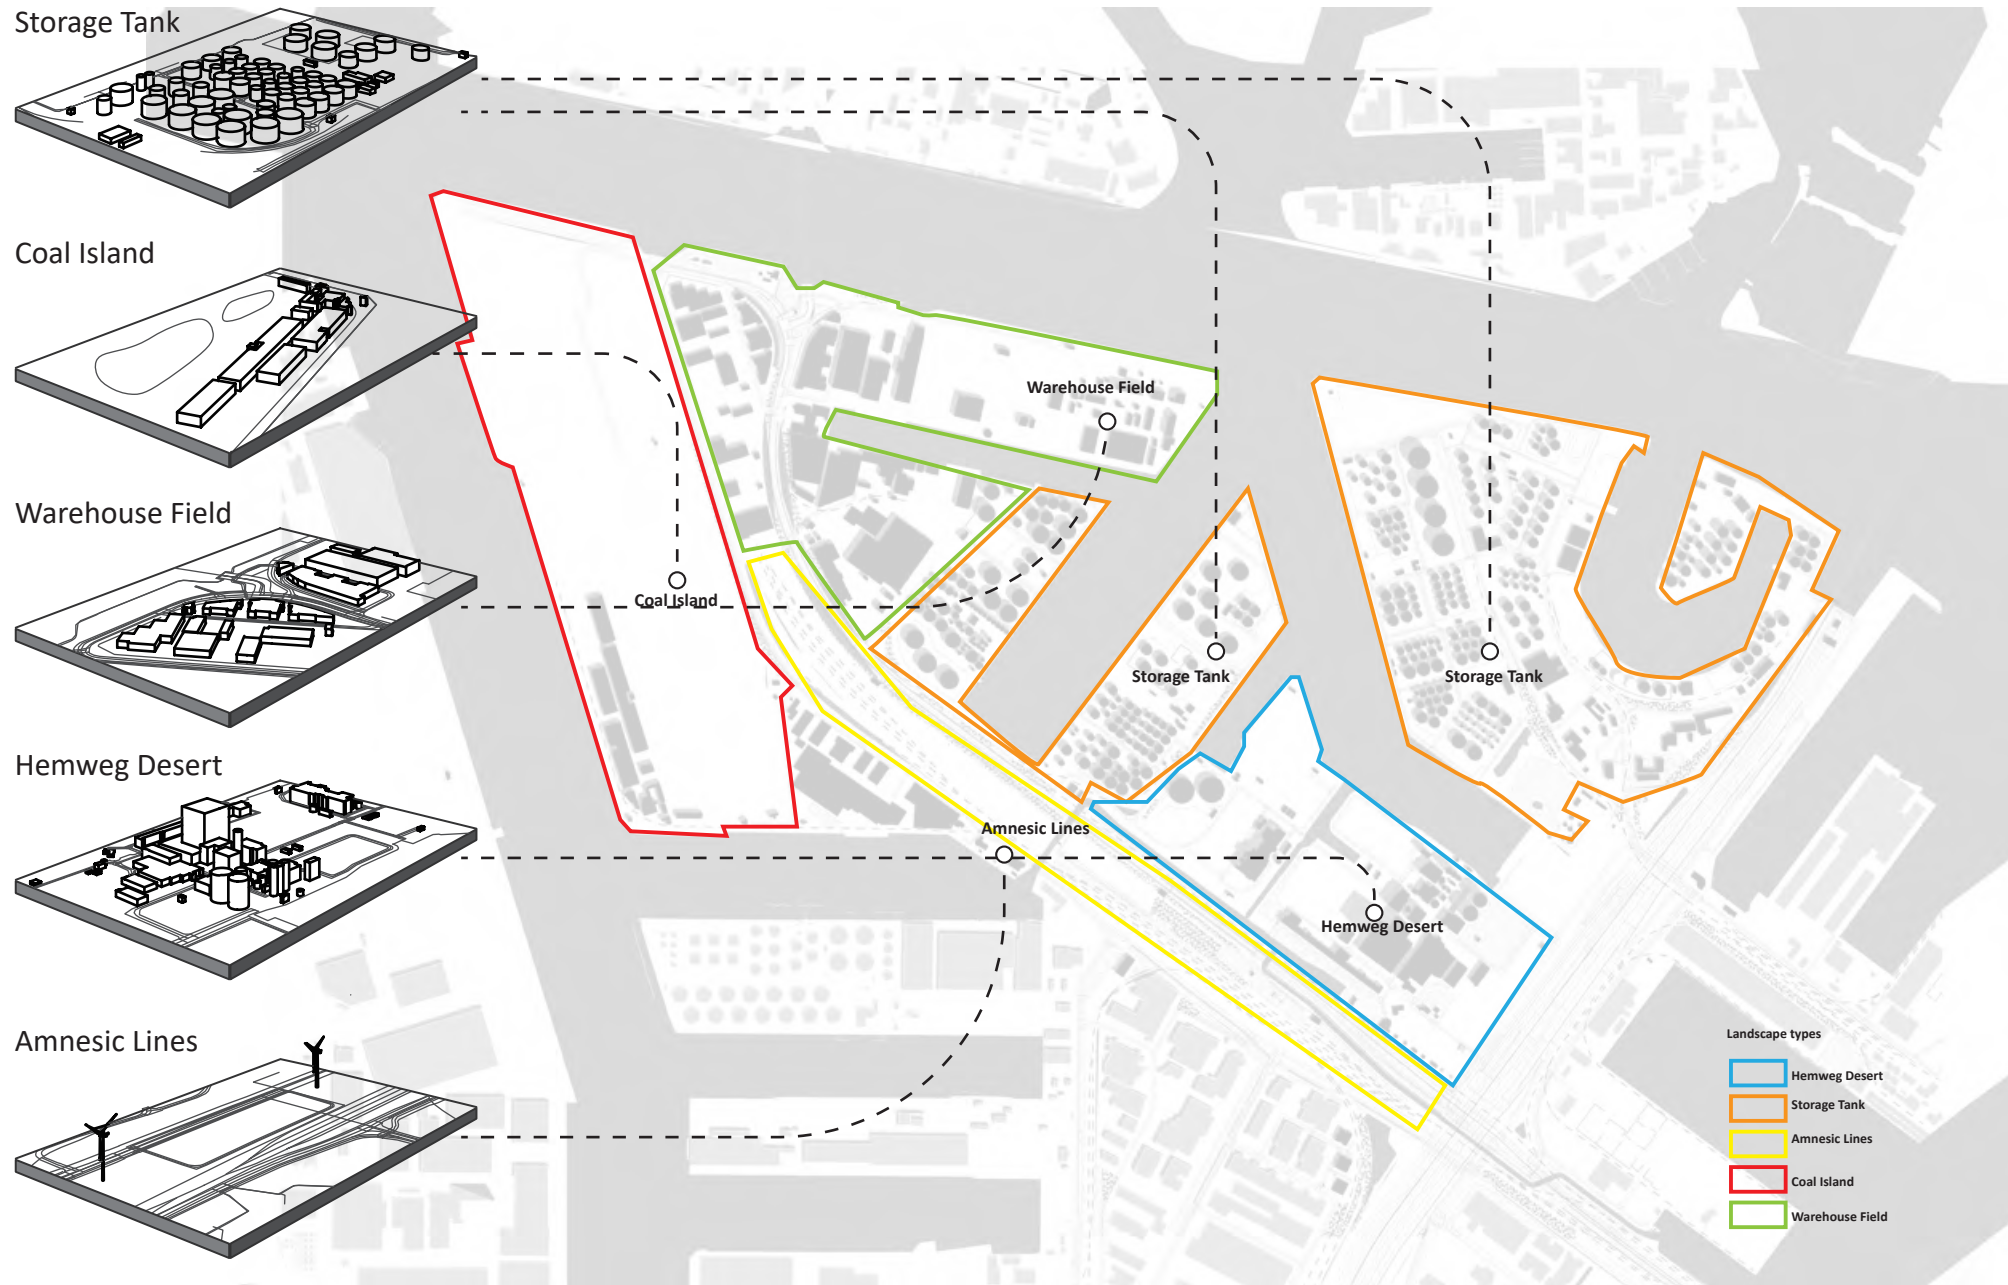 Storage Tank
Coal Island
Warehouse Field
Hemweg Desert
Amnesic Lines
Warehouse Field
Coal Island
Storage Tank
Storage Tank
Amnesic Lines
Hemweg Desert
Landscape types
Hemweg Desert
Storage Tank
Amnesic Lines
Coal Island
Warehouse Field